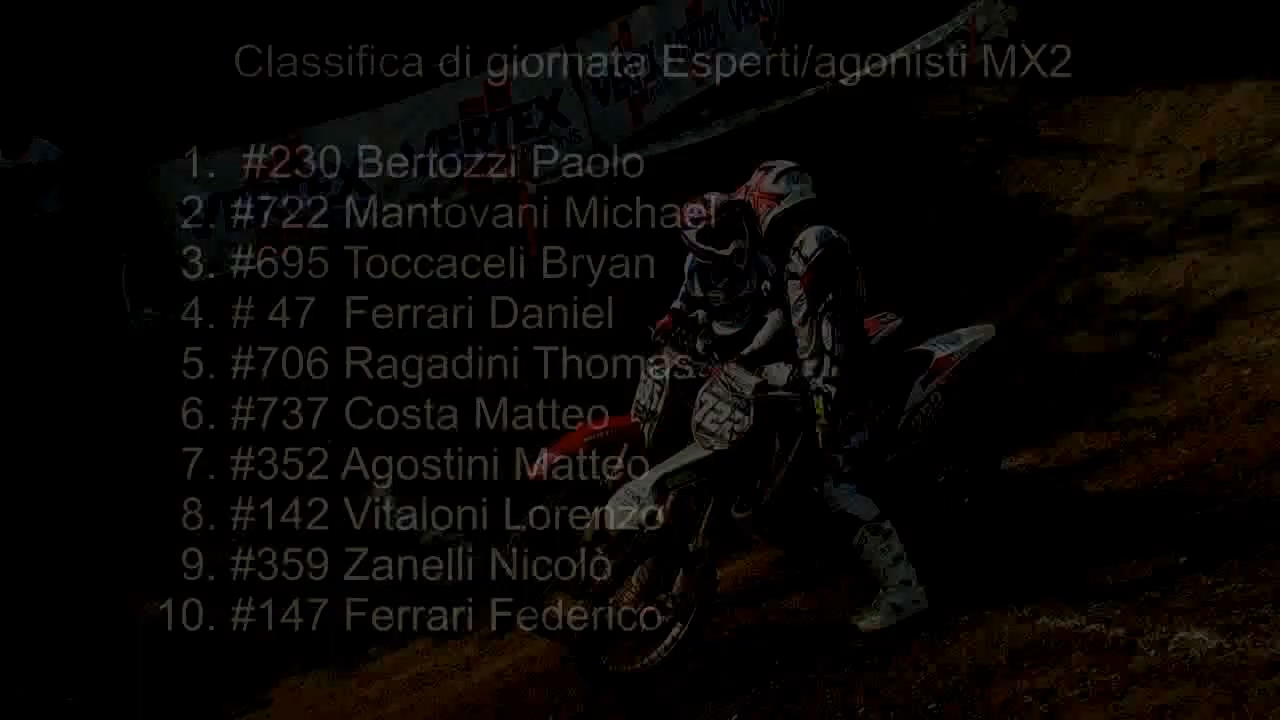 Classifica di giornata Esperti/agonisti MX2
VERTEX
1. #230 Bertozzi Paolo
2. #722 Mantovani Michael
3. #695 Toccaceli Bryan
4. # 47 Ferrari Daniel
5. #706 Ragadini Thomas
6. #737 Costa Matteo
7. #352 Agostini Matteo
8. #142 Vitaloni Lorenzo
9. #359 Zanelli Nicolò
10. #147 Ferrari Federico